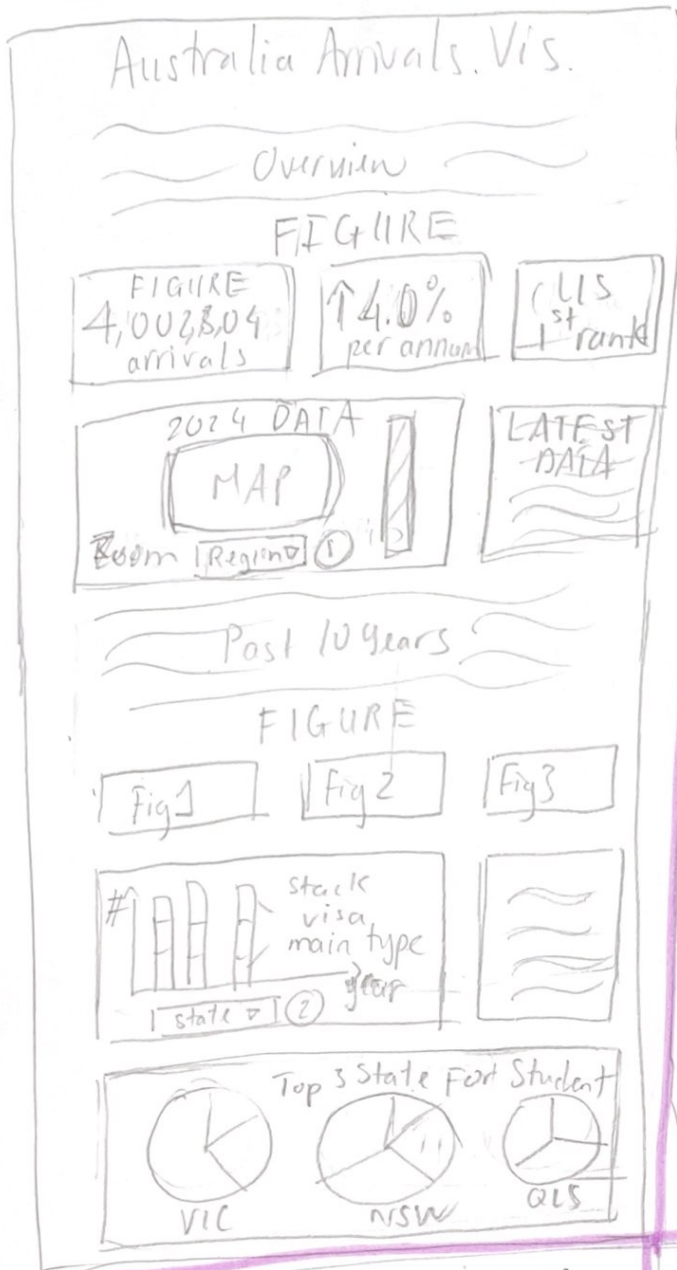 Australia Arrivals. Vis.
Overview
FIGURE
FIGURE
4,002,804
arrivals
↑4.0%
per annum
US
1st rank
2024 DATA
MAP
Zoom
Region ▽
1
LATEST
DATA
Past 10 years
FIGURE
Fig 1
Fig 2
Fig 3
#
stack
visa
main type
year
state ▽
2
Top 3 State For Student
VIC
NSW
QLS